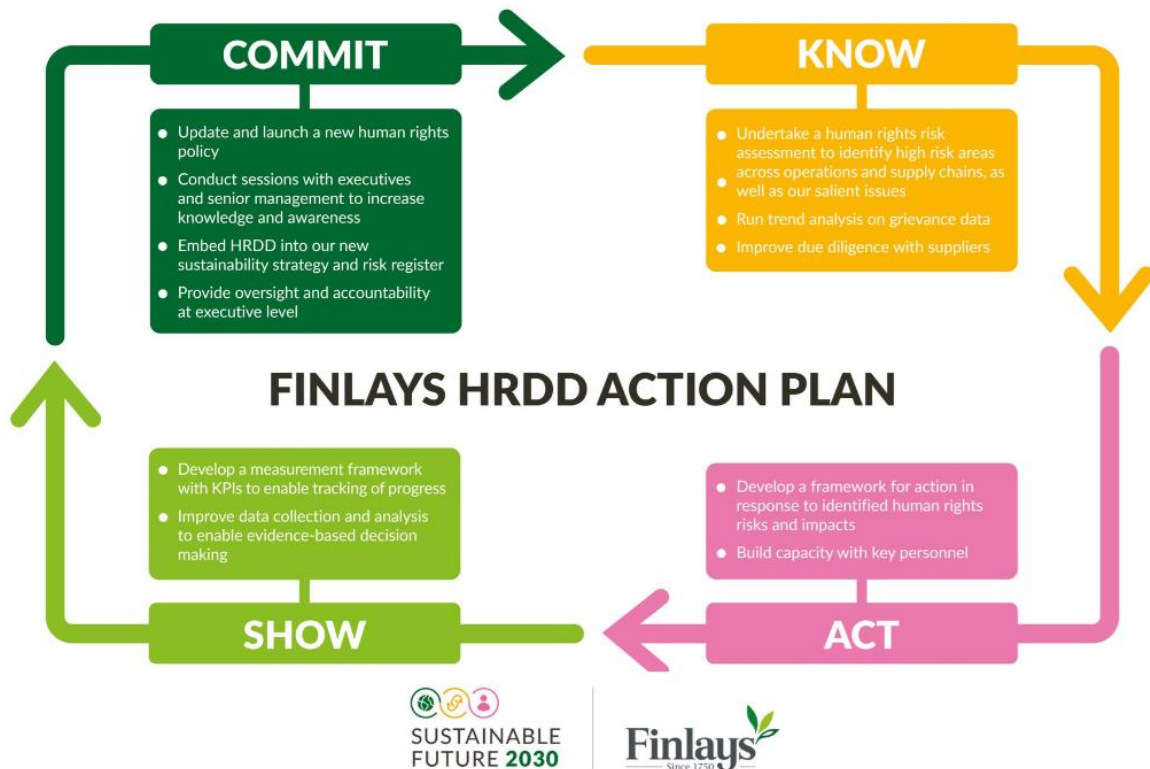 COMMIT
● Update and launch a new human rights
policy
● Conduct sessions with executives
and senior management to increase
knowledge and awareness
● Embed HRDD into our new
sustainability strategy and risk register
● Provide oversight and accountability
at executive level
KNOW
● Undertake a human rights risk
assessment to identify high risk areas
● across operations and supply chains, as
well as our salient issues
● Run trend analysis on grievance data
● Improve due diligence with suppliers
FINLAYS HRDD ACTION PLAN
● Develop a measurement framework
with KPIs to enable tracking of progress
● Improve data collection and analysis
to enable evidence-based decision
making
SHOW
● Develop a framework for action in
response to identified human rights
risks and impacts
● Build capacity with key personnel
ACT
SUSTAINABLE
FUTURE 2030
Finlays
Since 1750